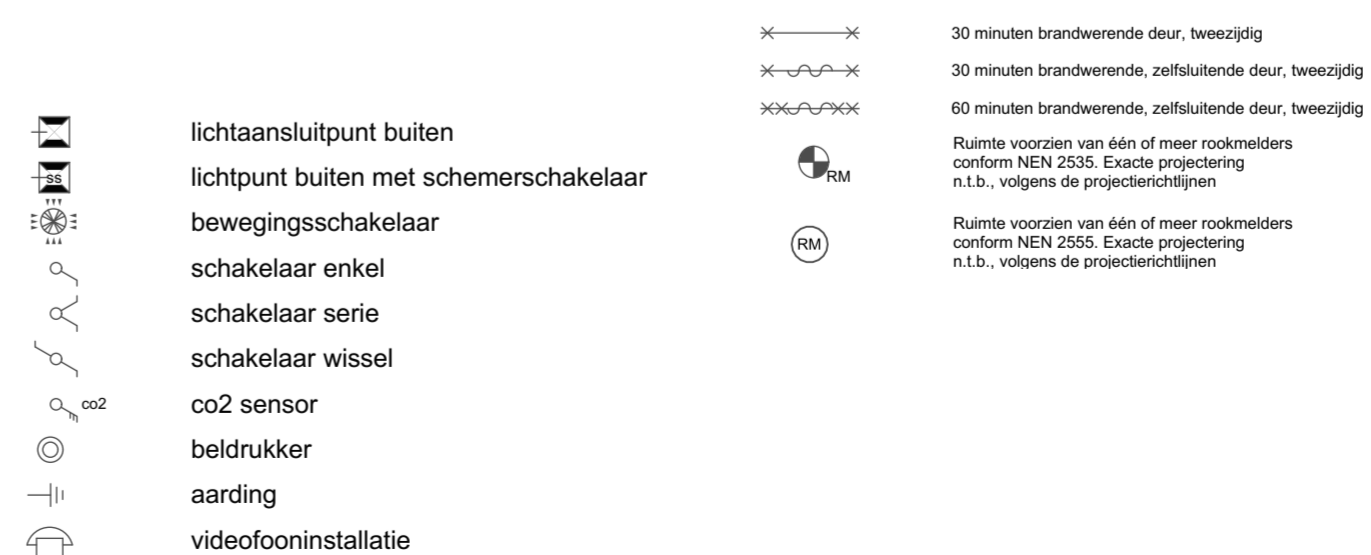 lichtaansluitpunt buiten
ss lichtpunt buiten met schemerschakelaar
bewegingsschakelaar
schakelaar enkel
schakelaar serie
schakelaar wissel
co2 co2 sensor
beldrukker
aarding
videofooninstallatie
30 minuten brandwerende deur, tweezijdig
30 minuten brandwerende, zelfsluitende deur, tweezijdig
60 minuten brandwerende, zelfsluitende deur, tweezijdig
RM
Ruimte voorzien van één of meer rookmelders
conform NEN 2535. Exacte projectering
n.t.b., volgens de projectierichtlijnen
RM
Ruimte voorzien van één of meer rookmelders
conform NEN 2555. Exacte projectering
n.t.b., volgens de projectierichtlijnen